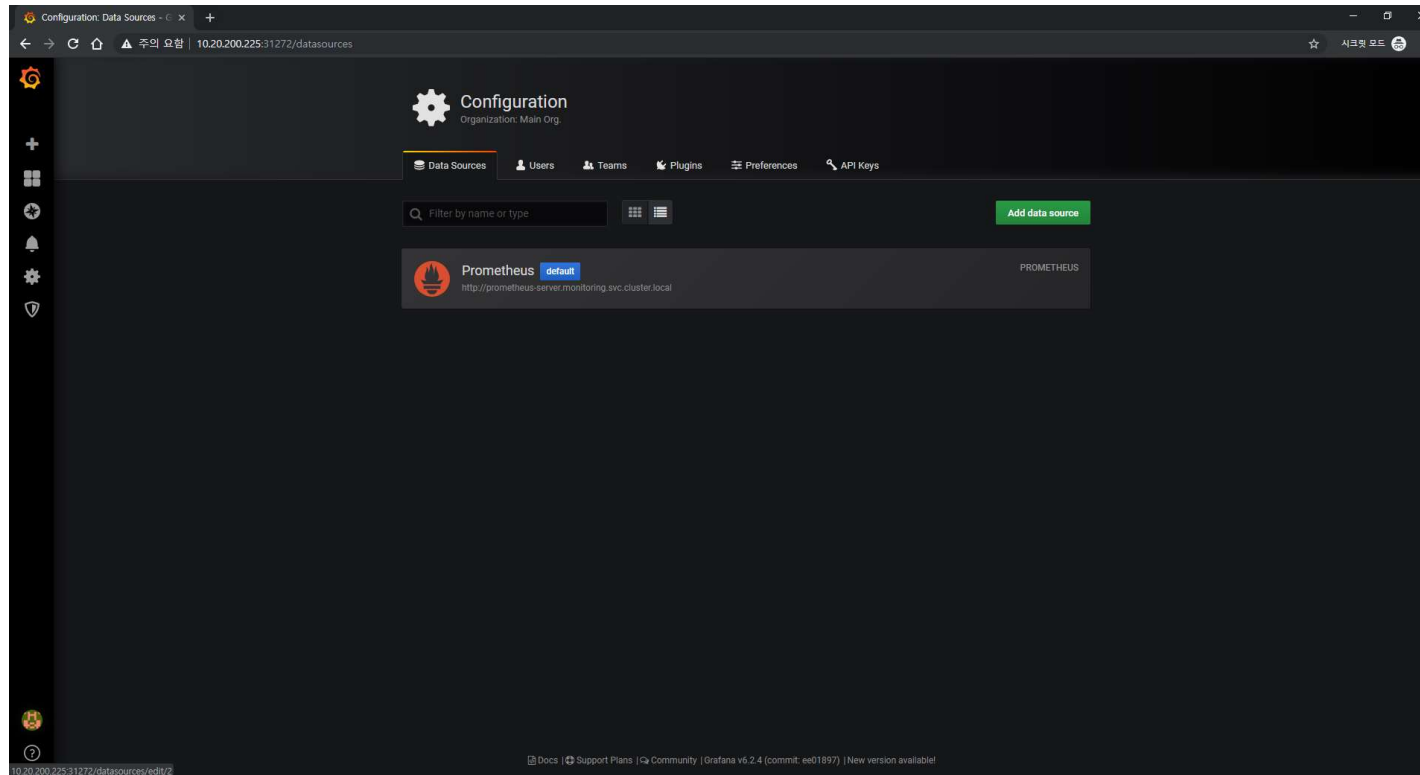 Configuration: Data Sources - G
주의 요함 10.20.200.225:31272/datasources
시크릿 모드
Configuration
Organization: Main Org.
Data Sources Users Teams Plugins Preferences API Keys
Filter by name or type
Add data source
Prometheus default PROMETHEUS
http://prometheus-server.monitoring.svc.cluster.local
Docs | Support Plans | Community | Grafana v6.2.4 (commit: ee01897) | New version available!
10.20.200.225:31272/datasources/edit/2